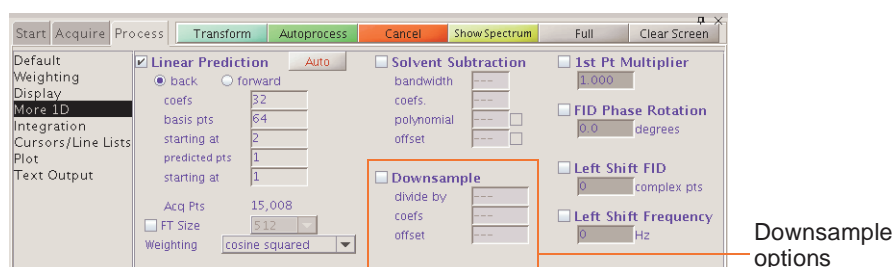 Start Acquire Process Transform Autoprocess Cancel Show Spectrum Full Clear Screen
Default
Weighting
Display
More 1D
Integration
Cursors/Line Lists
Plot
Text Output
Linear Prediction Auto
back forward
coefs 32
basis pts 64
starting at 2
predicted pts 1
starting at 1
Acq Pts 15,008
FT Size 512
Weighting cosine squared
Solvent Subtraction
bandwidth ---
coefs. ---
polynomial ---
offset ---
Downsample
divide by ---
coefs ---
offset ---
1st Pt Multiplier
1.000
FID Phase Rotation
0.0 degrees
Left Shift FID
0 complex pts
Left Shift Frequency
0 Hz
Downsample
options